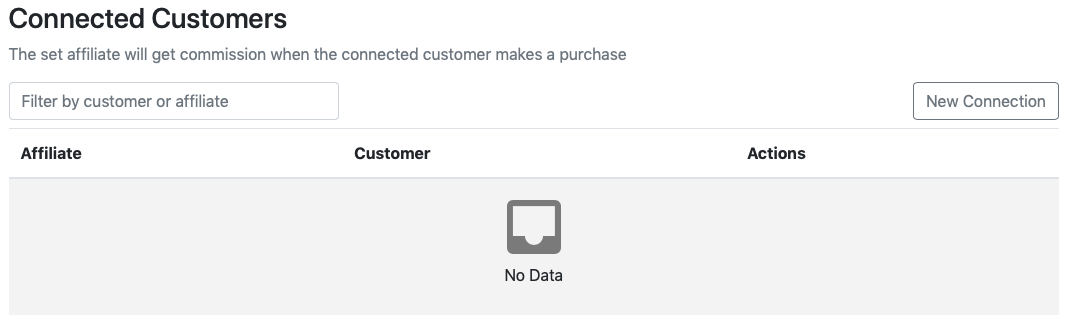 Connected Customers
The set affiliate will get commission when the connected customer makes a purchase
Filter by customer or affiliate
New Connection
Affiliate Customer Actions
No Data